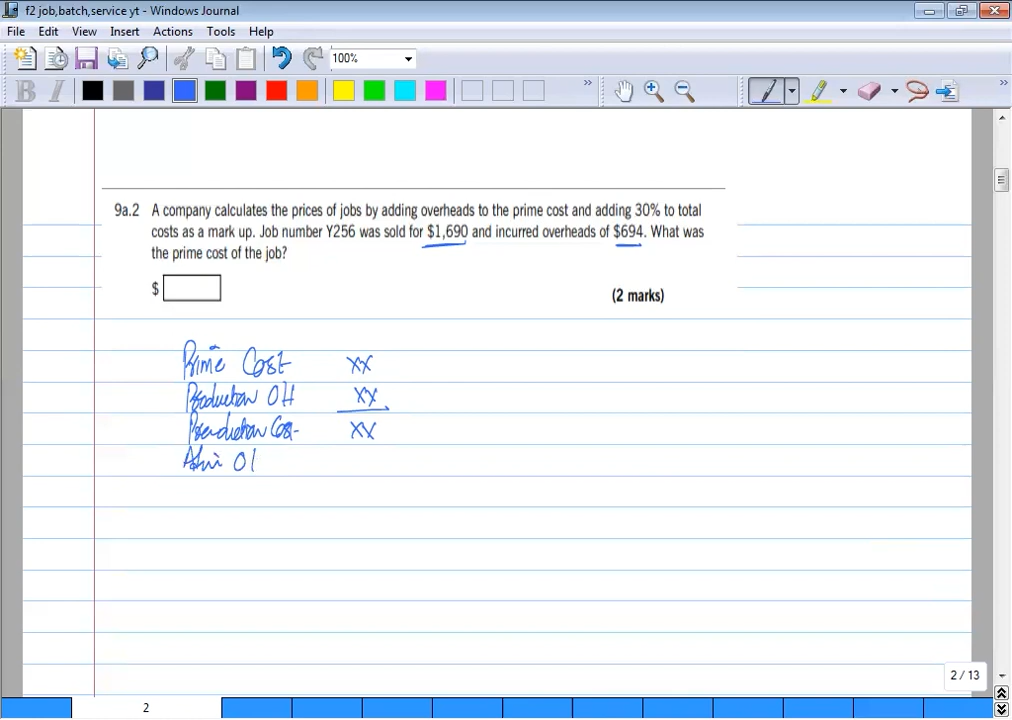 f2 job,batch,service yt - Windows Journal
File Edit View Insert Actions Tools Help
100%
B I
9a.2 A company calculates the prices of jobs by adding overheads to the prime cost and adding 30% to total
costs as a mark up. Job number Y256 was sold for $1,690 and incurred overheads of $694. What was
the prime cost of the job?
$
(2 marks)
Prime Cost XX
Production OH XX
Production Cos XX
2 / 13
2